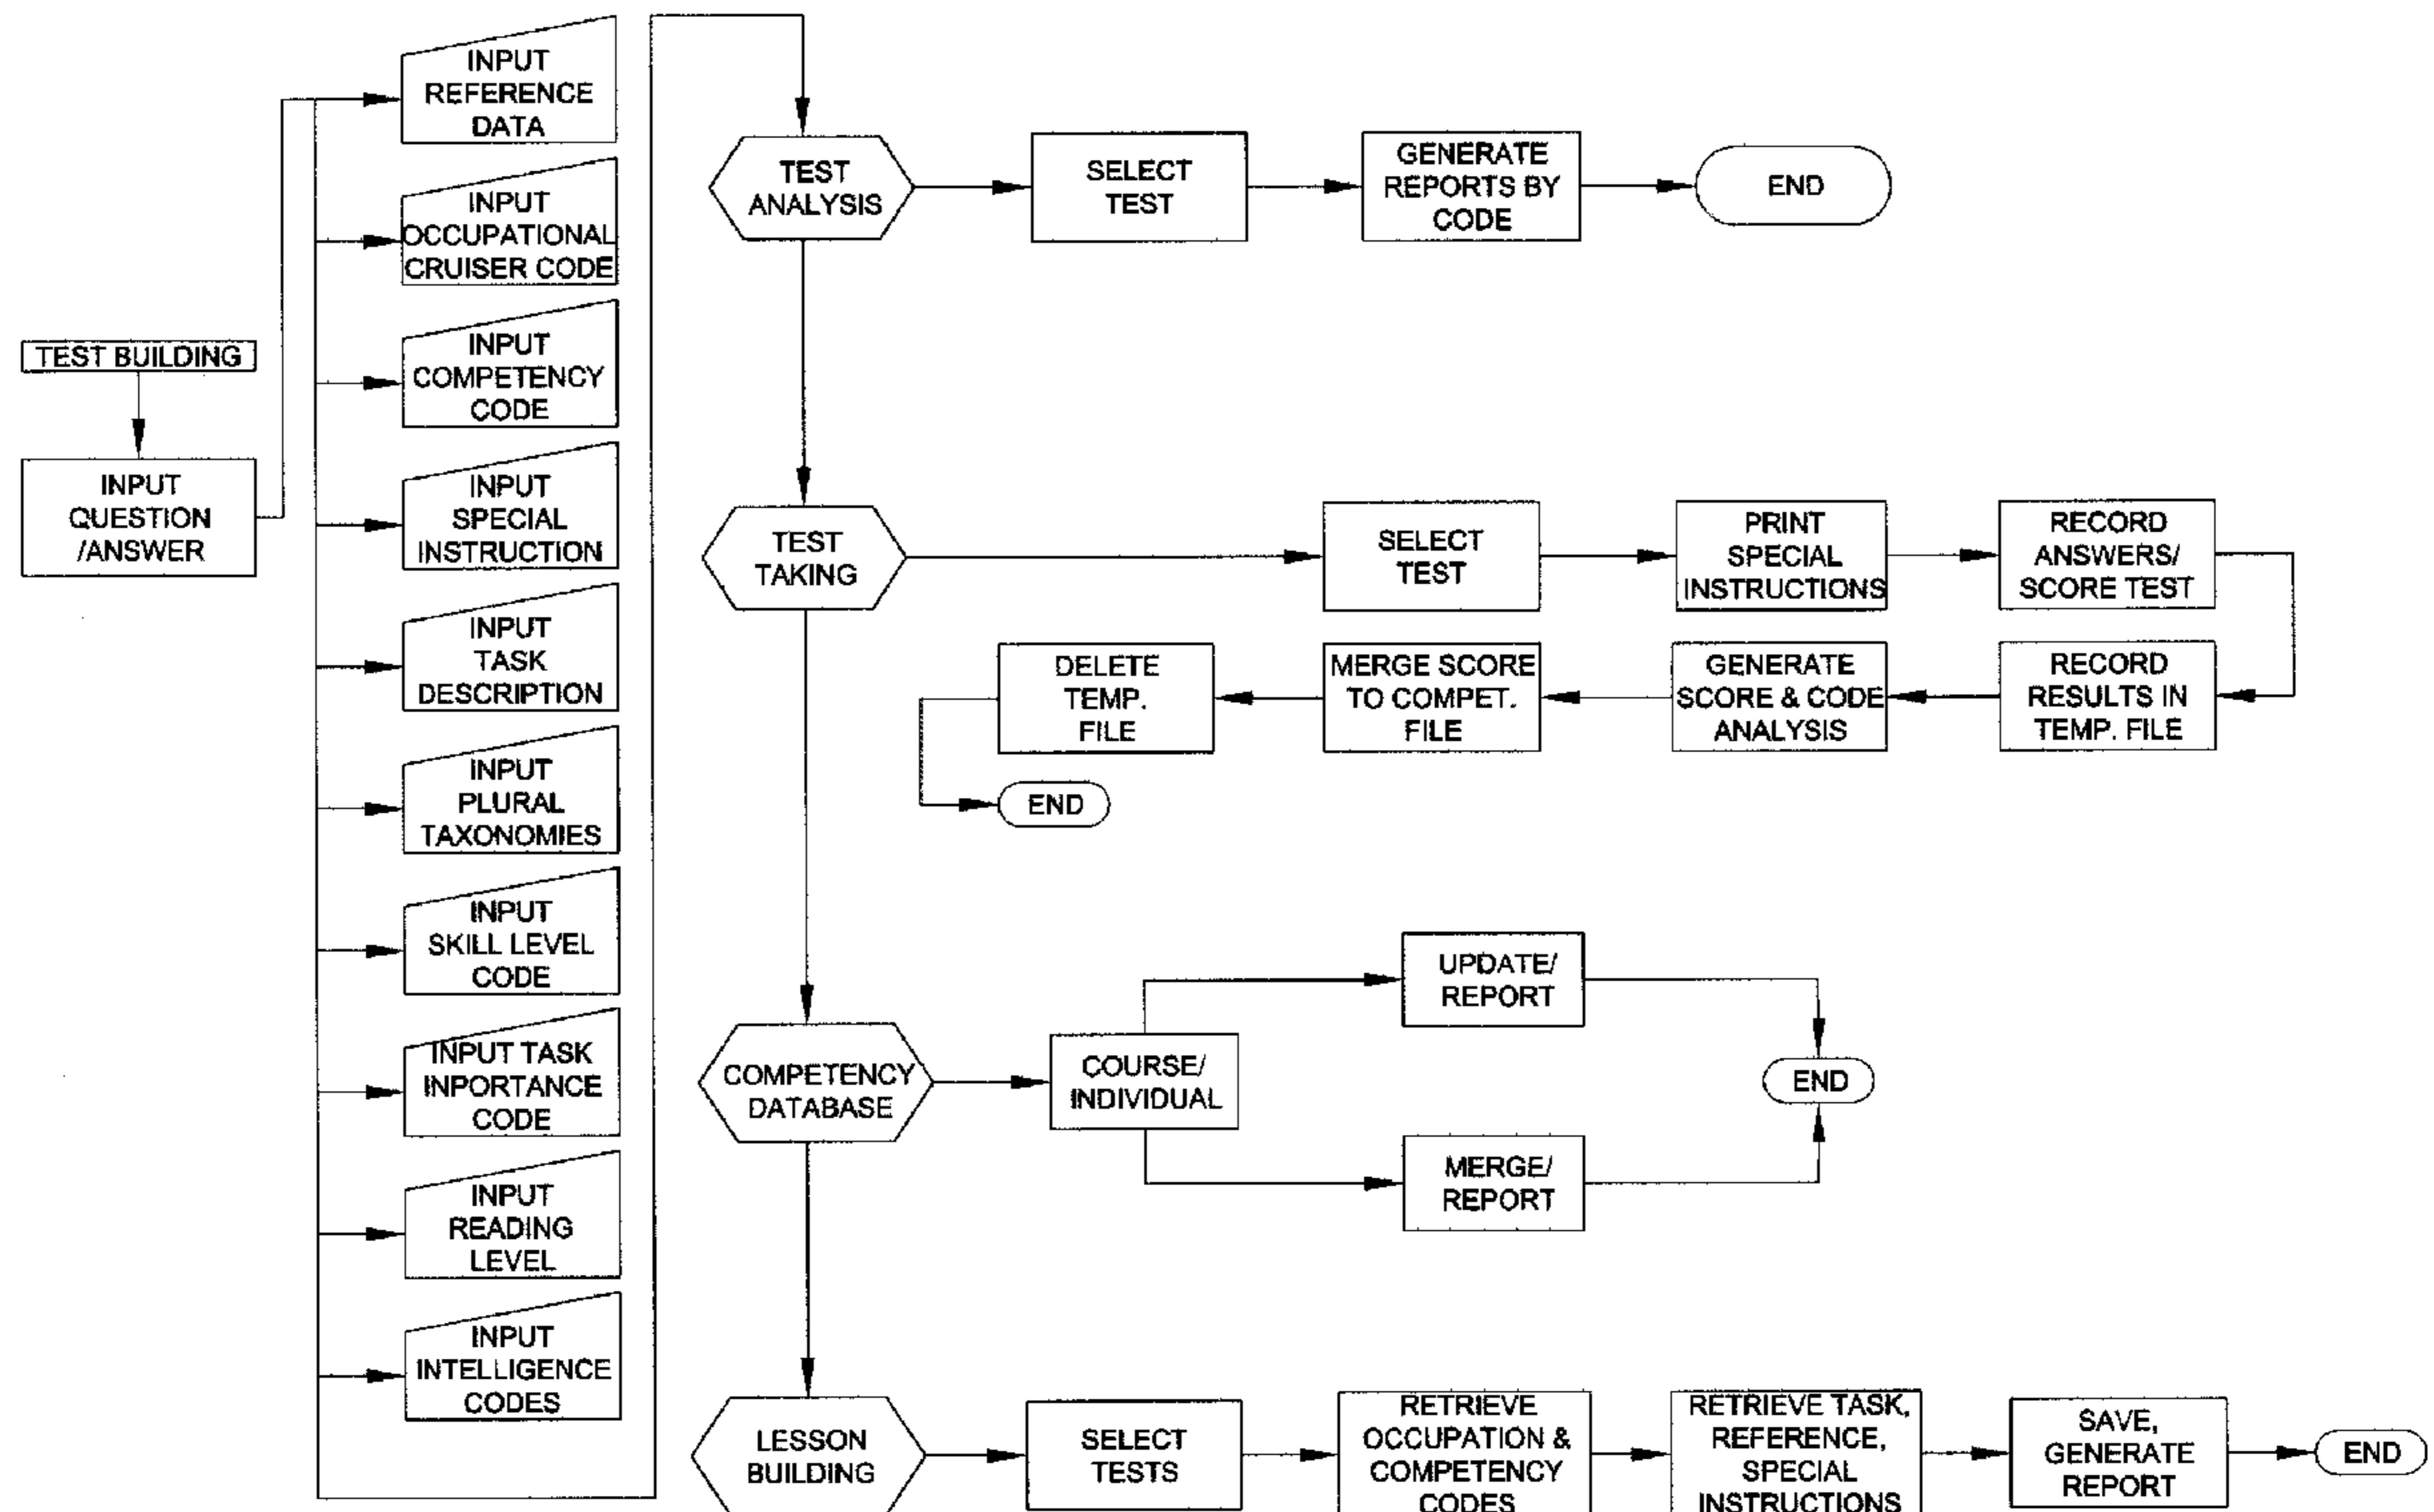 TEST BUILDING
INPUT
QUESTION
/ANSWER
INPUT
REFERENCE
DATA
INPUT
OCCUPATIONAL
CRUISER CODE
INPUT
COMPETENCY
CODE
INPUT
SPECIAL
INSTRUCTION
INPUT
TASK
DESCRIPTION
INPUT
PLURAL
TAXONOMIES
INPUT
SKILL LEVEL
CODE
INPUT TASK
INPORTANCE
CODE
INPUT
READING
LEVEL
INPUT
INTELLIGENCE
CODES
TEST
ANALYSIS
SELECT
TEST
GENERATE
REPORTS BY
CODE
END
TEST
TAKING
SELECT
TEST
PRINT
SPECIAL
INSTRUCTIONS
RECORD
ANSWERS/
SCORE TEST
RECORD
RESULTS IN
TEMP. FILE
GENERATE
SCORE & CODE
ANALYSIS
MERGE SCORE
TO COMPET.
FILE
DELETE
TEMP.
FILE
END
COMPETENCY
DATABASE
COURSE/
INDIVIDUAL
UPDATE/
REPORT
MERGE/
REPORT
END
LESSON
BUILDING
SELECT
TESTS
RETRIEVE
OCCUPATION &
COMPETENCY
CODES
RETRIEVE TASK,
REFERENCE,
SPECIAL
INSTRUCTIONS
SAVE,
GENERATE
REPORT
END